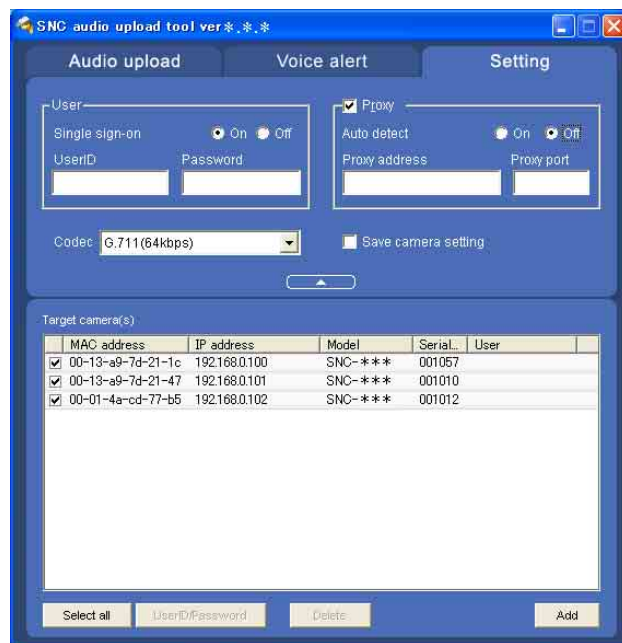 SNC audio upload tool ver*.*.*
Audio upload Voice alert Setting
User Proxy
Single sign-on On Off Auto detect On Off
UserID Password Proxy address Proxy port
Codec G.711(64kbps) Save camera setting
Target camera(s)
MAC address IP address Model Serial... User
00-13-a9-7d-21-1c 192.168.0.100 SNC-*** 001057
00-13-a9-7d-21-47 192.168.0.101 SNC-*** 001010
00-01-4a-cd-77-b5 192.168.0.102 SNC-*** 001012
Select all UserID/Password Delete Add